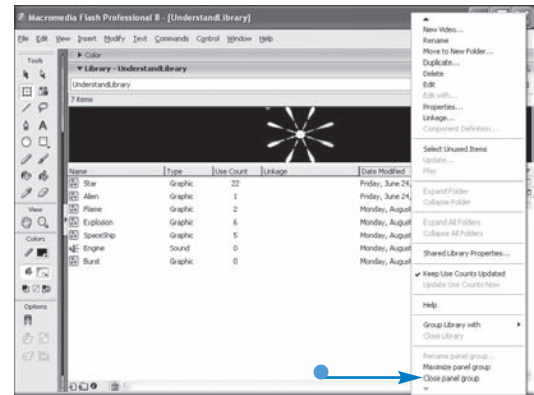 Macromedia Flash Professional 8 - [UnderstandLibrary]
File Edit View Insert Modify Text Commands Control Window Help
Tools
Color
Library - UnderstandLibrary
UnderstandLibrary
7 items
Name Type Use Count Linkage Date Modified
Star Graphic 22 Friday, June 24,
Alien Graphic 1 Friday, June 24,
Flame Graphic 2 Monday, August
Explosion Graphic 6 Monday, August
SpaceShip Graphic 5 Monday, August
Engine Sound 0 Monday, August
Burst Graphic 0 Monday, August
View
Colors
Options
New Video...
Rename
Move to New Folder...
Duplicate...
Delete
Edit
Edit with...
Properties...
Linkage...
Component Definition...
Select Unused Items
Update...
Play
Expand Folder
Collapse Folder
Expand All Folders
Collapse All Folders
Shared Library Properties...
Keep Use Counts Updated
Update Use Counts Now
Help
Group Library with
Close Library
Rename panel group...
Maximize panel group
Close panel group